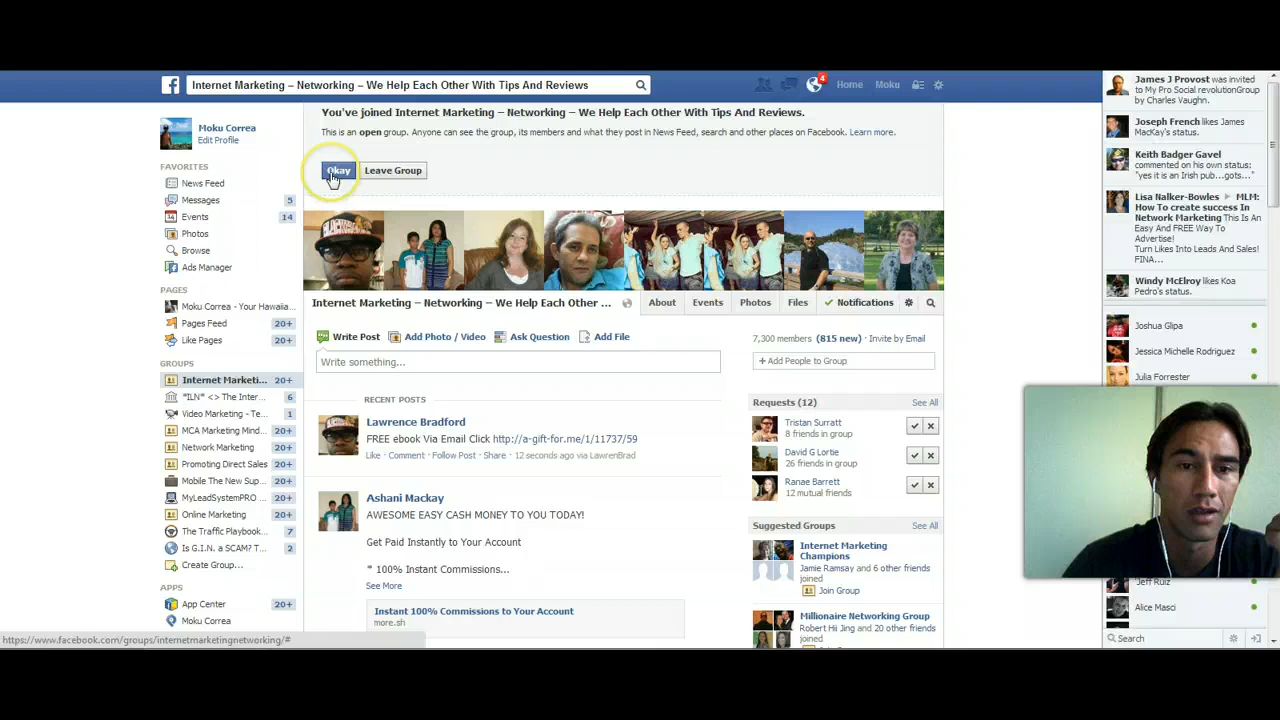 Internet Marketing – Networking – We Help Each Other With Tips And Reviews
4
Home
Moku
Moku Correa
Edit Profile
FAVORITES
News Feed
Messages 5
Events 14
Photos
Browse
Ads Manager
PAGES
Moku Correa - Your Hawaiia...
Pages Feed 20+
Like Pages 20+
GROUPS
Internet Marketi... 20+
*ILN* <> The Inter... 6
Video Marketing - Te... 1
MCA Marketing Mind... 20+
Network Marketing 20+
Promoting Direct Sales 20+
Mobile The New Sup... 20+
MyLeadSystemPRO ... 20+
Online Marketing 20+
The Traffic Playbook... 7
Is G.I.N. a SCAM? T... 2
Create Group...
APPS
App Center 20+
Moku Correa
https://www.facebook.com/groups/internetmarketingnetworking/#
You've joined Internet Marketing – Networking – We Help Each Other With Tips And Reviews.
This is an open group. Anyone can see the group, its members and what they post in News Feed, search and other places on Facebook. Learn more.
Okay
Leave Group
Internet Marketing – Networking – We Help Each Other ...
About
Events
Photos
Files
Notifications
Write Post
Add Photo / Video
Ask Question
Add File
Write something...
RECENT POSTS
Lawrence Bradford
FREE ebook Via Email Click http://a-gift-for.me/1/11737/59
Like · Comment · Follow Post · Share · 12 seconds ago via LawrenBrad
Ashani Mackay
AWESOME EASY CASH MONEY TO YOU TODAY!
Get Paid Instantly to Your Account
* 100% Instant Commissions...
See More
Instant 100% Commissions to Your Account
more.sh
7,300 members (815 new) · Invite by Email
+ Add People to Group
Requests (12)
See All
Tristan Surratt
8 friends in group
David G Lortie
26 friends in group
Ranae Barrett
12 mutual friends
Suggested Groups
See All
Internet Marketing
Champions
Jamie Ramsay and 6 other friends
joined
Join Group
Millionaire Networking Group
Robert Hii Jing and 20 other friends
joined
James J Provost was invited
to My Pro Social revolutionGroup
by Charles Vaughn.
Joseph French likes James
MacKay's status.
Keith Badger Gavel
commented on his own status:
"yes it is an Irish pub...gots..."
Lisa Nalker-Bowles ▶ MLM:
How To create success In
Network Marketing This Is An
Easy And FREE Way To
Advertise!
Turn Likes Into Leads And Sales!
FINA...
Windy McElroy likes Koa
Pedro's status.
Joshua Glipa
Jessica Michelle Rodriguez
Julia Forrester
Jeff Ruiz
Alice Masci
Search